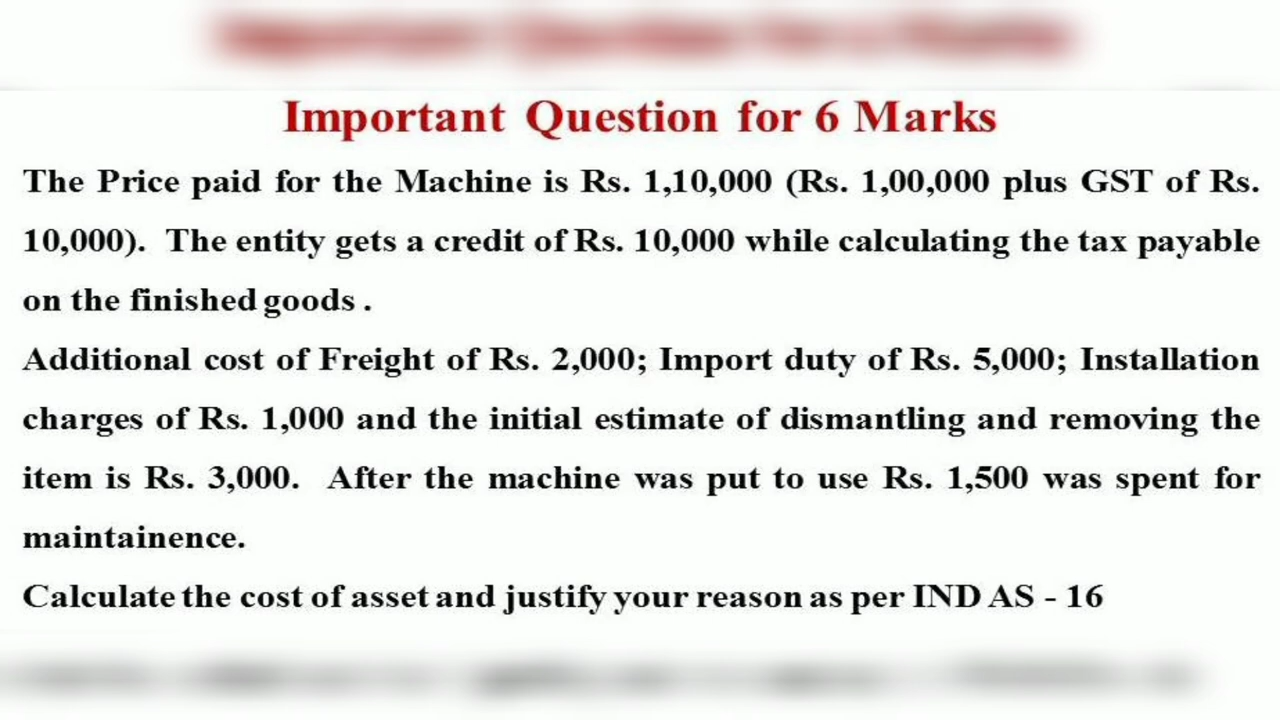 Important Question for 6 Marks
The Price paid for the Machine is Rs. 1,10,000 (Rs. 1,00,000 plus GST of Rs.
10,000). The entity gets a credit of Rs. 10,000 while calculating the tax payable
on the finished goods .
Additional cost of Freight of Rs. 2,000; Import duty of Rs. 5,000; Installation
charges of Rs. 1,000 and the initial estimate of dismantling and removing the
item is Rs. 3,000. After the machine was put to use Rs. 1,500 was spent for
maintainence.
Calculate the cost of asset and justify your reason as per IND AS - 16